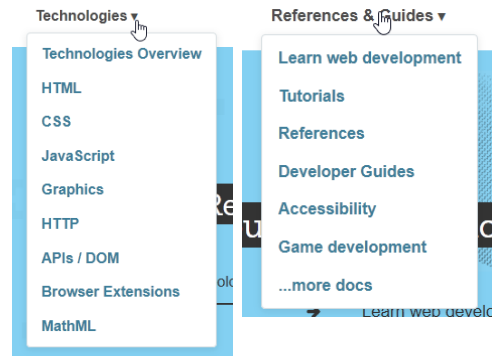 Technologies ▾
Technologies Overview
HTML
CSS
JavaScript
Graphics
HTTP
APIs / DOM
Browser Extensions
MathML
References & Guides ▾
Learn web development
Tutorials
References
Developer Guides
Accessibility
Game development
...more docs
Learn web develo